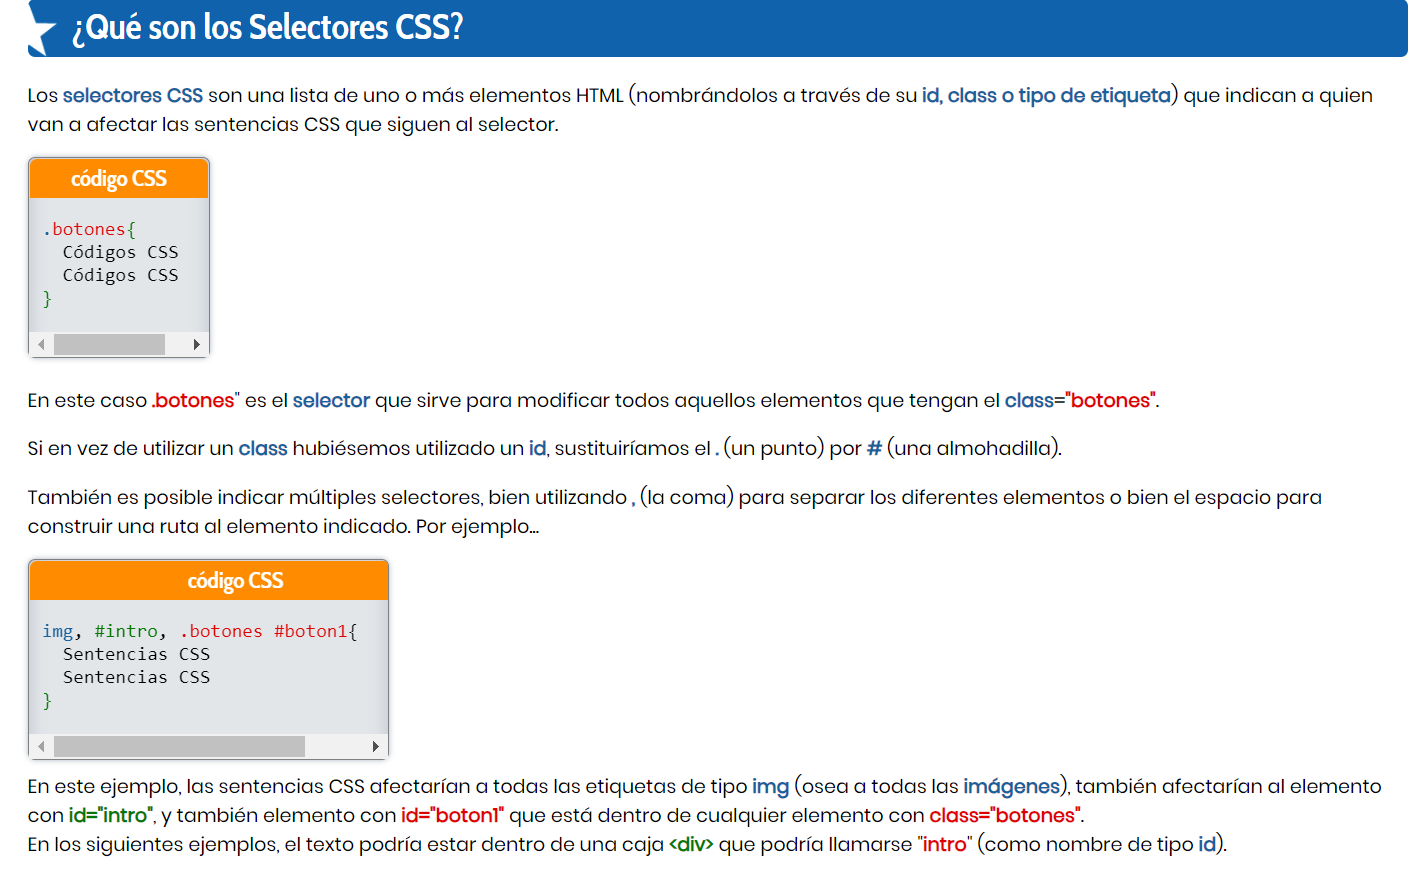 ¿Qué son los Selectores CSS?
Los selectores CSS son una lista de uno o más elementos HTML (nombrándolos a través de su id, class o tipo de etiqueta) que indican a quien
van a afectar las sentencias CSS que siguen al selector.
código CSS
.botones{
  Códigos CSS
  Códigos CSS
}
En este caso .botones" es el selector que sirve para modificar todos aquellos elementos que tengan el class="botones".
Si en vez de utilizar un class hubiésemos utilizado un id, sustituiríamos el . (un punto) por # (una almohadilla).
También es posible indicar múltiples selectores, bien utilizando , (la coma) para separar los diferentes elementos o bien el espacio para
construir una ruta al elemento indicado. Por ejemplo...
código CSS
img, #intro, .botones #boton1{
  Sentencias CSS
  Sentencias CSS
}
En este ejemplo, las sentencias CSS afectarían a todas las etiquetas de tipo img (osea a todas las imágenes), también afectarían al elemento
con id="intro", y también elemento con id="boton1" que está dentro de cualquier elemento con class="botones".
En los siguientes ejemplos, el texto podría estar dentro de una caja <div> que podría llamarse "intro" (como nombre de tipo id).